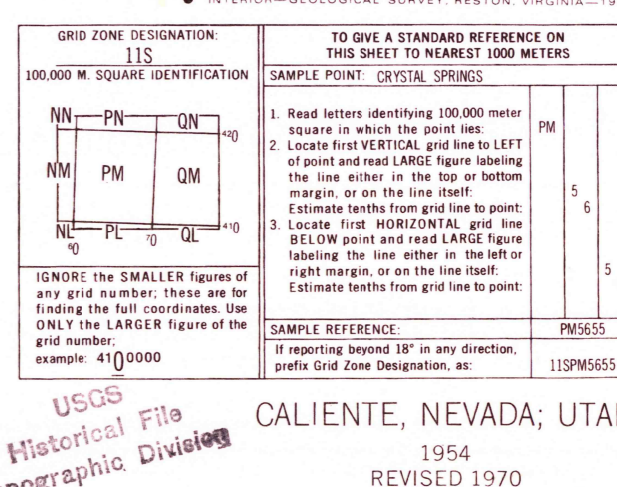 INTERIOR—GEOLOGICAL SURVEY, RESTON, VIRGINIA—19
GRID ZONE DESIGNATION:
11S
100,000 M. SQUARE IDENTIFICATION
NN PN QN
420
NM PM QM
NL PL QL 410
60 70
IGNORE the SMALLER figures of
any grid number; these are for
finding the full coordinates. Use
ONLY the LARGER figure of the
grid number;
example: 4100000
TO GIVE A STANDARD REFERENCE ON
THIS SHEET TO NEAREST 1000 METERS
SAMPLE POINT: CRYSTAL SPRINGS
1. Read letters identifying 100,000 meter
square in which the point lies: PM
2. Locate first VERTICAL grid line to LEFT
of point and read LARGE figure labeling
the line either in the top or bottom
margin, or on the line itself: 5
Estimate tenths from grid line to point: 6
3. Locate first HORIZONTAL grid line
BELOW point and read LARGE figure
labeling the line either in the left or
right margin, or on the line itself: 5
Estimate tenths from grid line to point:
SAMPLE REFERENCE: PM5655
If reporting beyond 18° in any direction,
prefix Grid Zone Designation, as: 11SPM5655
USGS
Historical File
pographic Division
CALIENTE, NEVADA; UTA
1954
REVISED 1970